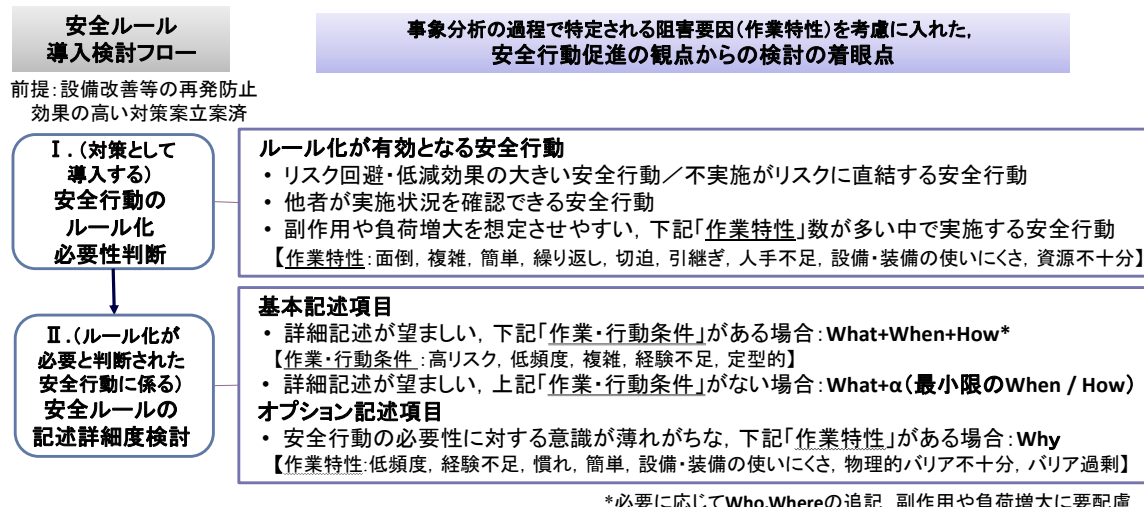 安全ルール
導入検討フロー
事象分析の過程で特定される阻害要因(作業特性)を考慮に入れた,
安全行動促進の観点からの検討の着眼点
前提:設備改善等の再発防止
効果の高い対策案立案済
Ⅰ.(対策として
導入する)
安全行動の
ルール化
必要性判断
ルール化が有効となる安全行動
• リスク回避・低減効果の大きい安全行動/不実施がリスクに直結する安全行動
• 他者が実施状況を確認できる安全行動
• 副作用や負荷増大を想定させやすい, 下記「作業特性」数が多い中で実施する安全行動
【作業特性:面倒, 複雑, 簡単, 繰り返し, 切迫, 引継ぎ, 人手不足, 設備・装備の使いにくさ, 資源不十分】
Ⅱ.(ルール化が
必要と判断された
安全行動に係る)
安全ルールの
記述詳細度検討
基本記述項目
• 詳細記述が望ましい, 下記「作業・行動条件」がある場合:What+When+How*
【作業・行動条件 :高リスク, 低頻度, 複雑, 経験不足, 定型的】
• 詳細記述が望ましい, 上記「作業・行動条件」がない場合:What+α(最小限のWhen / How)
オプション記述項目
• 安全行動の必要性に対する意識が薄れがちな, 下記「作業特性」がある場合:Why
【作業特性:低頻度, 経験不足, 慣れ, 簡単, 設備・装備の使いにくさ, 物理的バリア不十分, バリア過剰】
*必要に応じてWho,Whereの追記 副作用や負荷増大に要配慮